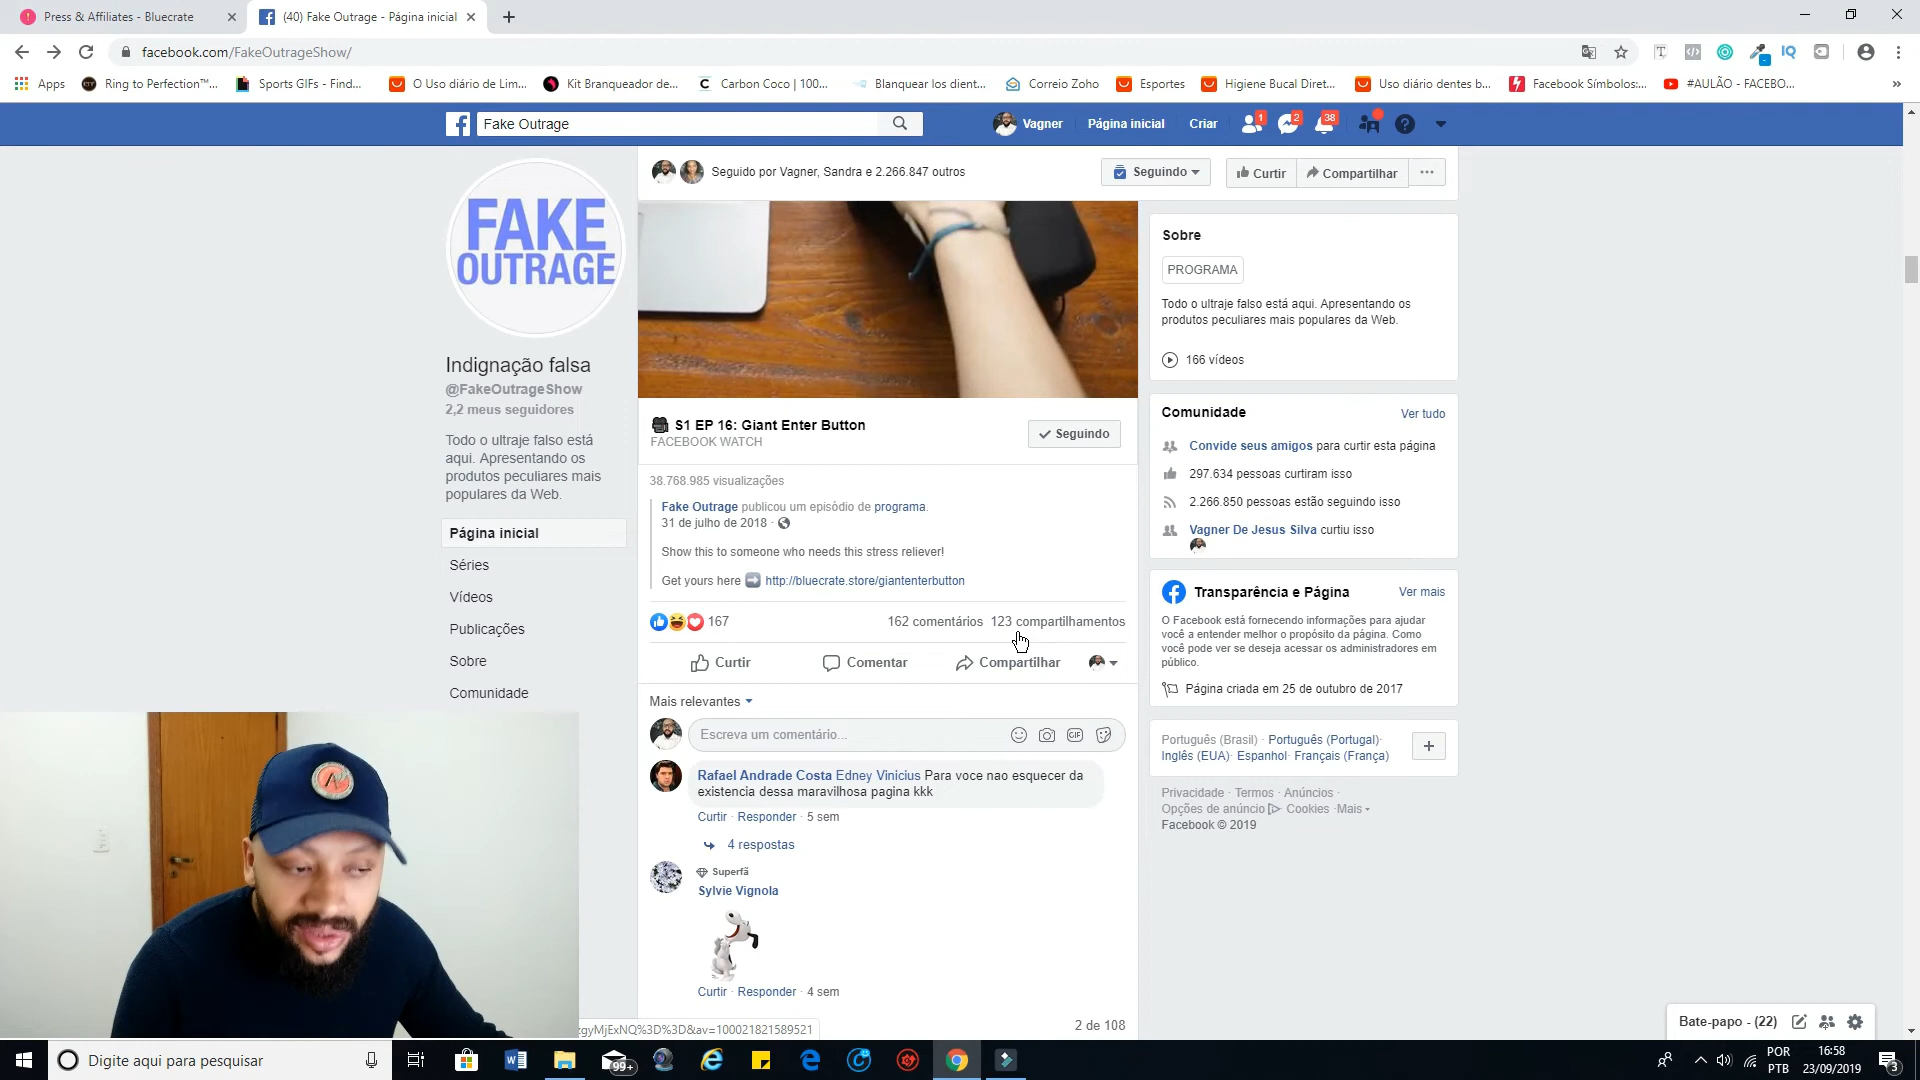 Press & Affiliates - Bluecrate
(40) Fake Outrage - Página inicial
facebook.com/FakeOutrageShow/
Apps
Ring to Perfection™...
Sports GIFs - Find...
O Uso diário de Lim...
Kit Branqueador de...
Carbon Coco | 100...
Blanquear los dient...
Correio Zoho
Esportes
Higiene Bucal Diret...
Uso diário dentes b...
Facebook Símbolos:...
#AULÃO - FACEBO...
Fake Outrage
Vagner
Página inicial
Criar
1
2
38
Seguido por Vagner, Sandra e 2.266.847 outros
Seguindo
Curtir
Compartilhar
FAKE
OUTRAGE
Indignação falsa
@FakeOutrageShow
2,2 meus seguidores
Todo o ultraje falso está
aqui. Apresentando os
produtos peculiares mais
populares da Web.
Página inicial
Séries
Vídeos
Publicações
Sobre
Comunidade
S1 EP 16: Giant Enter Button
FACEBOOK WATCH
Seguindo
38.768.985 visualizações
Fake Outrage publicou um episódio de programa.
31 de julho de 2018 ·
Show this to someone who needs this stress reliever!
Get yours here ➡ http://bluecrate.store/giantenterbutton
167
162 comentários 123 compartilhamentos
Curtir
Comentar
Compartilhar
Mais relevantes
Escreva um comentário...
GIF
Rafael Andrade Costa Edney Vinicius Para voce nao esquecer da
existencia dessa maravilhosa pagina kkk
Curtir · Responder · 5 sem
4 respostas
Superfã
Sylvie Vignola
Curtir · Responder · 4 sem
2 de 108
Sobre
PROGRAMA
Todo o ultraje falso está aqui. Apresentando os
produtos peculiares mais populares da Web.
166 vídeos
Comunidade
Ver tudo
Convide seus amigos para curtir esta página
297.634 pessoas curtiram isso
2.266.850 pessoas estão seguindo isso
Vagner De Jesus Silva curtiu isso
Transparência e Página
Ver mais
O Facebook está fornecendo informações para ajudar
você a entender melhor o propósito da página. Como
você pode ver se deseja acessar os administradores em
público.
Página criada em 25 de outubro de 2017
Português (Brasil) · Português (Portugal)·
Inglês (EUA)· Espanhol· Français (França)
Privacidade · Termos · Anúncios ·
Opções de anúncio · Cookies ·Mais
Facebook © 2019
Bate-papo - (22)
zgyMjExNQ%3D%3D&av=100021821589521
Digite aqui para pesquisar
99+
POR
PTB
16:58
23/09/2019
3